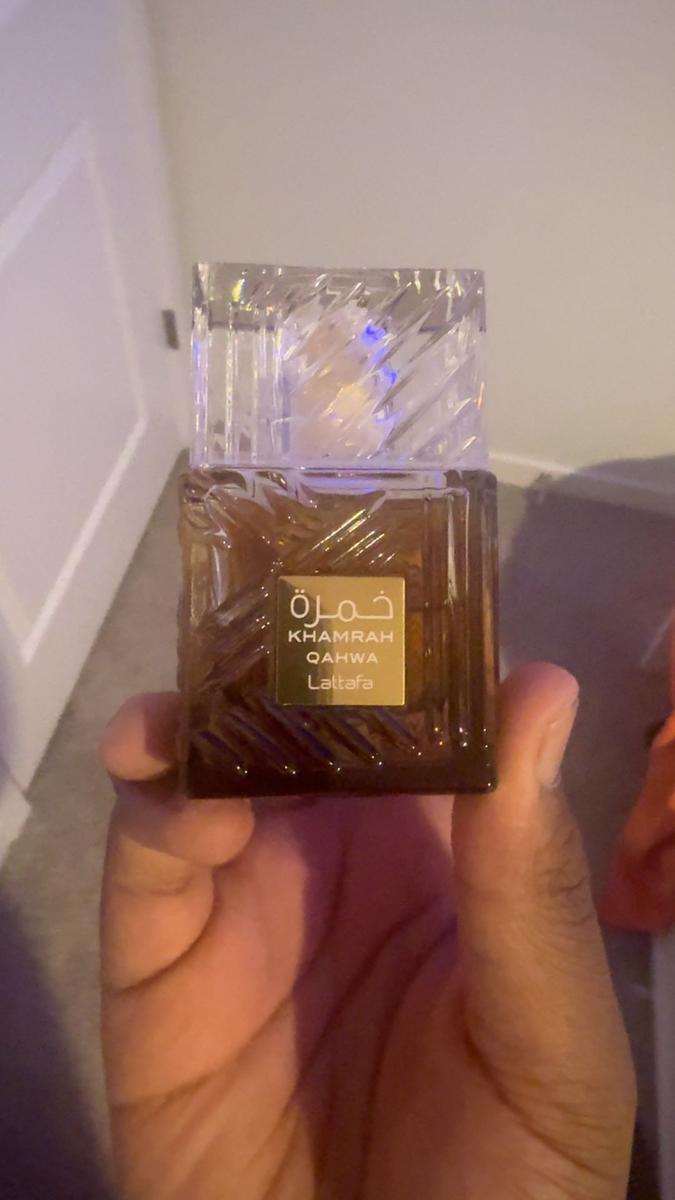 خمرة
KHAMRAH
QAHWA
Lattafa